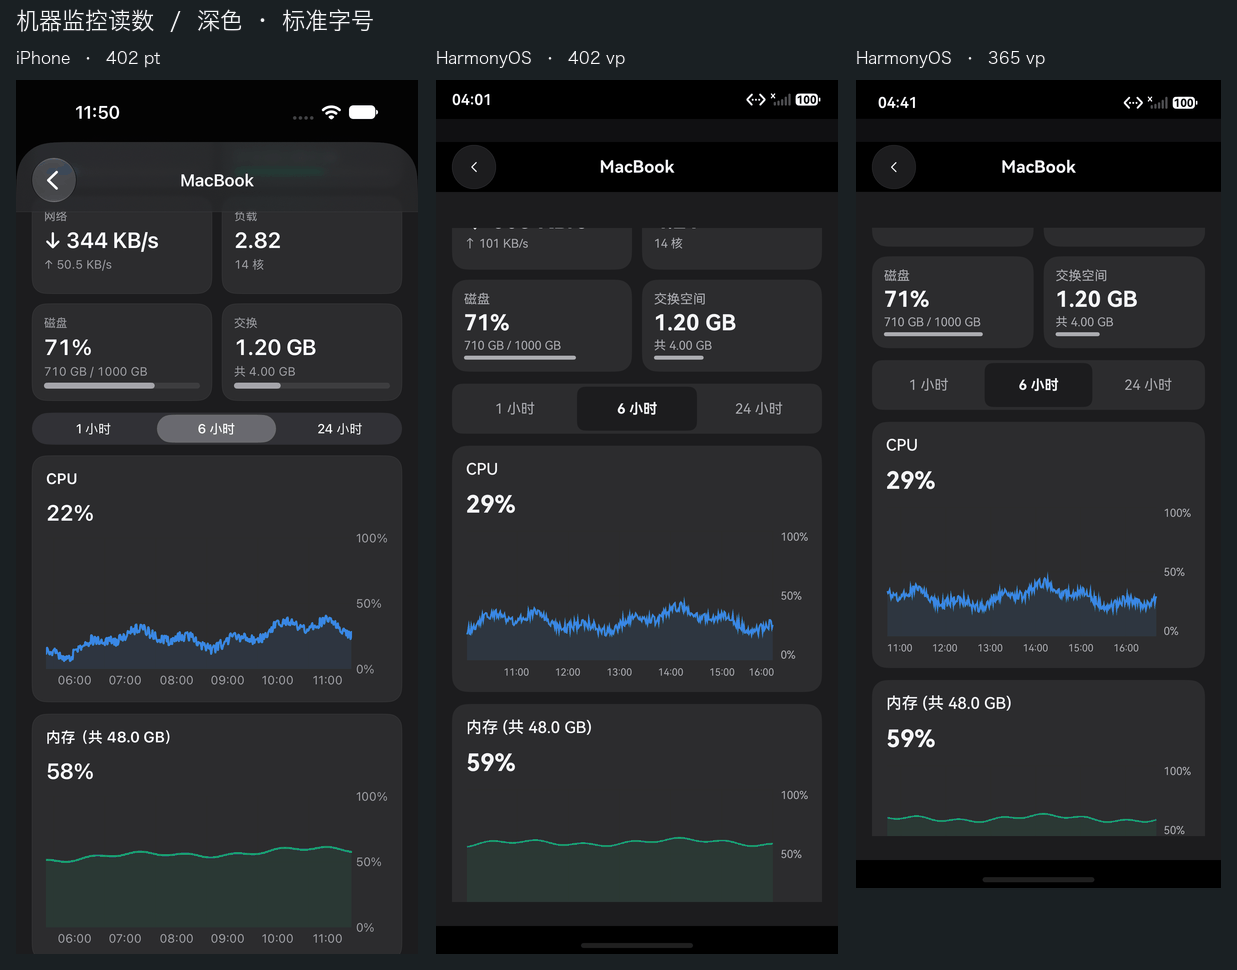 机器监控读数 / 深色 · 标准字号
iPhone · 402 pt
11:50
MacBook
网络
↓ 344 KB/s
↑ 50.5 KB/s
负载
2.82
14 核
磁盘
71%
710 GB / 1000 GB
交换
1.20 GB
共 4.00 GB
1 小时
6 小时
24 小时
CPU
22%
100%
50%
0%
06:00 07:00 08:00 09:00 10:00 11:00
内存 (共 48.0 GB)
58%
100%
50%
0%
06:00 07:00 08:00 09:00 10:00 11:00
HarmonyOS · 402 vp
04:01
100
MacBook
↑ 101 KB/s
14 核
磁盘
71%
710 GB / 1000 GB
交换空间
1.20 GB
共 4.00 GB
1 小时
6 小时
24 小时
CPU
29%
100%
50%
0%
11:00 12:00 13:00 14:00 15:00 16:00
内存 (共 48.0 GB)
59%
100%
50%
HarmonyOS · 365 vp
04:41
100
MacBook
磁盘
71%
710 GB / 1000 GB
交换空间
1.20 GB
共 4.00 GB
1 小时
6 小时
24 小时
CPU
29%
100%
50%
0%
11:00 12:00 13:00 14:00 15:00 16:00
内存 (共 48.0 GB)
59%
100%
50%